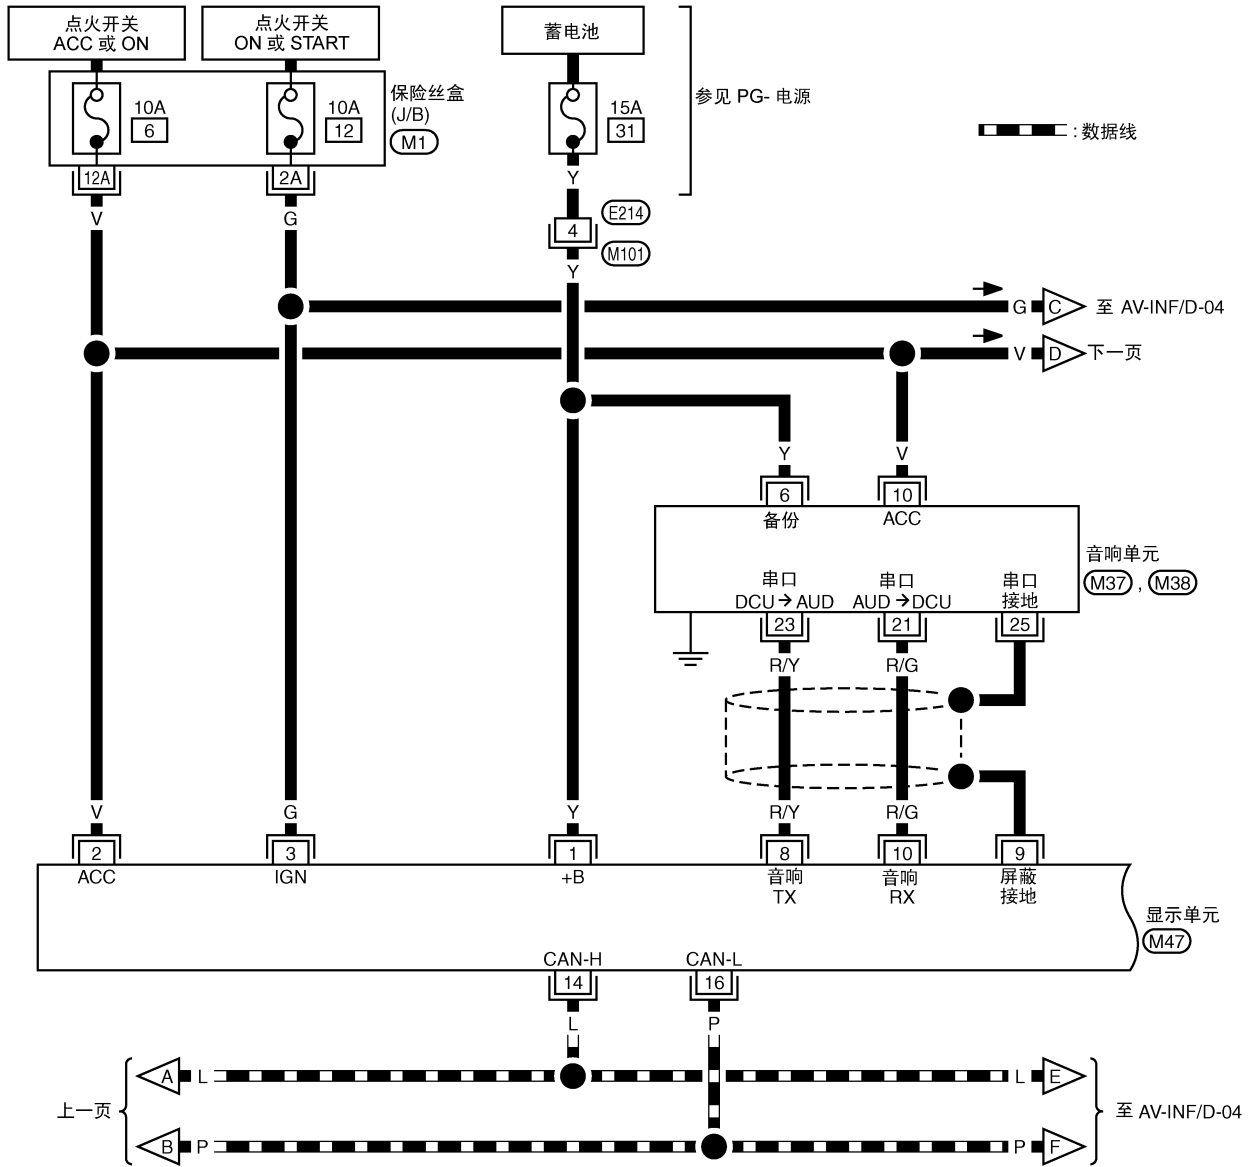 点火开关
ACC 或 ON
点火开关
ON 或 START
蓄电池
10A
6
10A
12
保险丝盒
(J/B)
M1
15A
31
参见 PG- 电源
: 数据线
12A
2A
V
G
Y
4
E214
M101
Y
G
C
至 AV-INF/D-04
V
D
下一页
Y
V
6
10
备份
ACC
音响单元
M37 , M38
串口
DCU→AUD
串口
AUD→DCU
串口
接地
23
21
25
R/Y
R/G
V
G
Y
R/Y
R/G
2
3
1
8
10
9
ACC
IGN
+B
音响
TX
音响
RX
屏蔽
接地
显示单元
M47
CAN-H
CAN-L
14
16
L
P
上一页
A
L
L
E
B
P
P
F
至 AV-INF/D-04